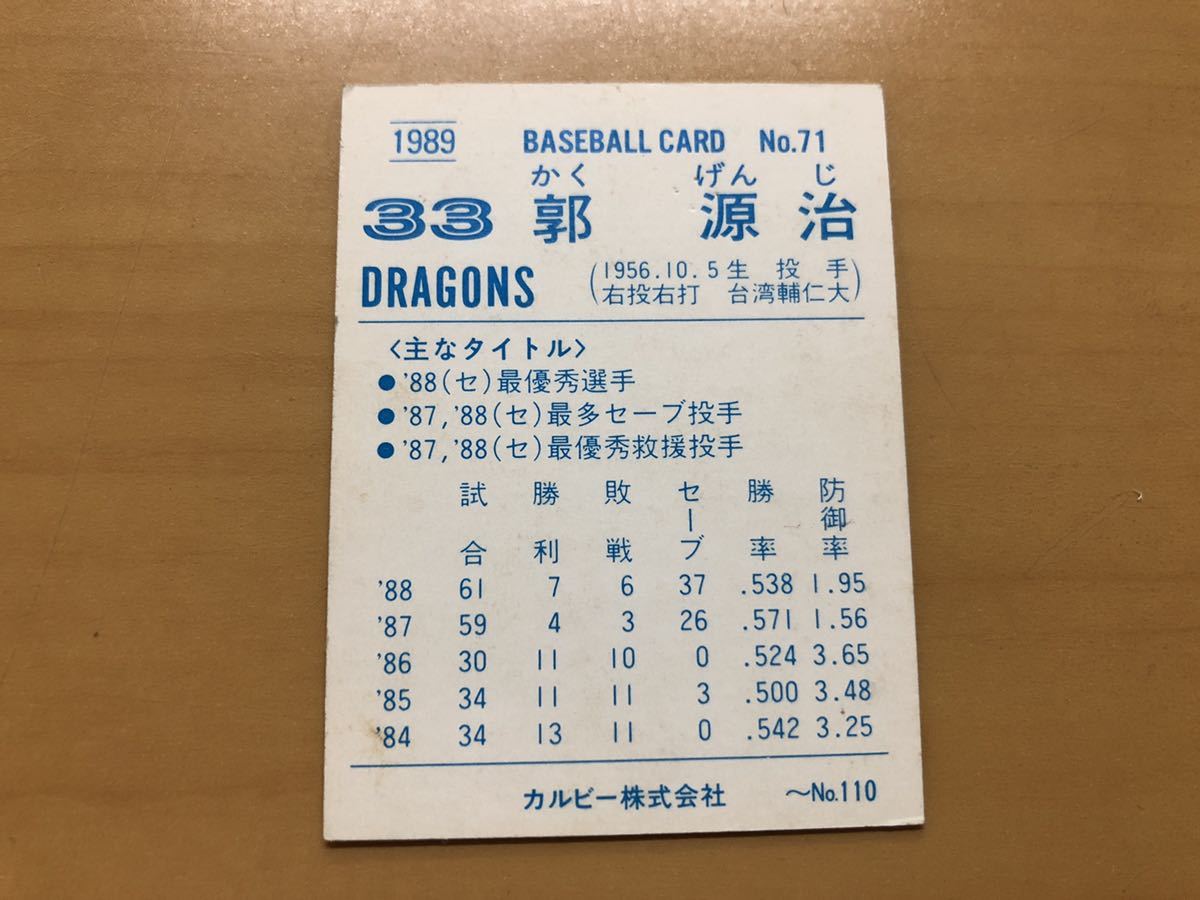 1989 BASEBALL CARD No.71
かく げん じ
33 郭 源治
DRAGONS
(1956.10.5生 投手
右投右打 台湾輔仁大)
〈主なタイトル〉
●'88(セ)最優秀選手
●'87,'88(セ)最多セーブ投手
●'87,'88(セ)最優秀救援投手
試合 勝利 敗戦 セーブ 勝率 防御率
'88 61 7 6 37 .538 1.95
'87 59 4 3 26 .571 1.56
'86 30 11 10 0 .524 3.65
'85 34 11 11 3 .500 3.48
'84 34 13 11 0 .542 3.25
カルビー株式会社 〜No.110